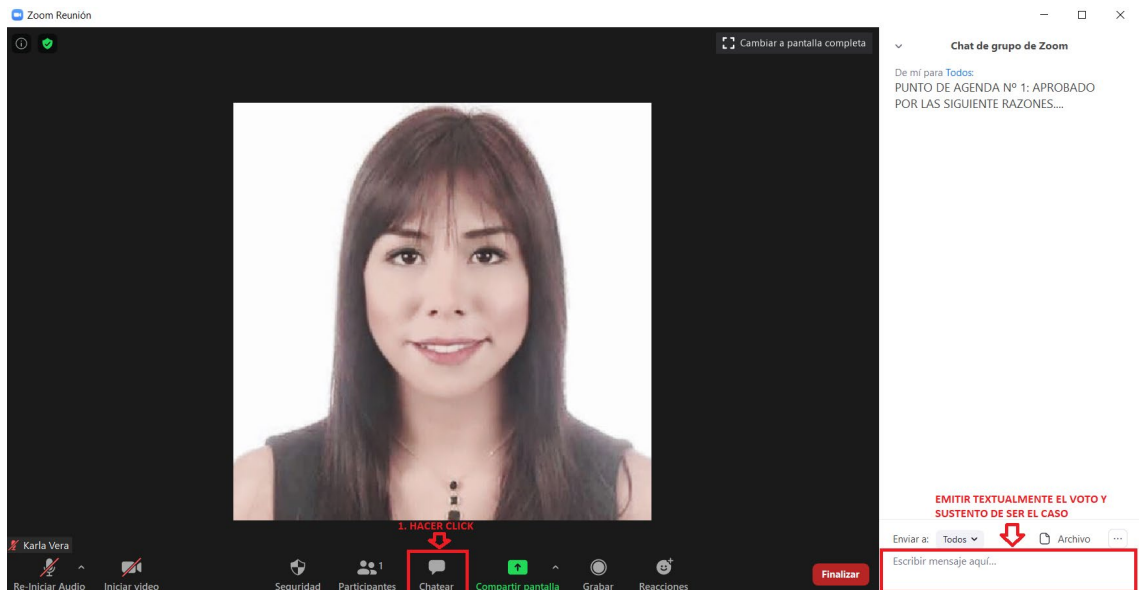 Zoom Reunión
Cambiar a pantalla completa
Chat de grupo de Zoom
De mí para Todos:
PUNTO DE AGENDA Nº 1: APROBADO
POR LAS SIGUIENTE RAZONES....
EMITIR TEXTUALMENTE EL VOTO Y
SUSTENTO DE SER EL CASO
Enviar a: Todos Archivo
Escribir mensaje aquí...
1. HACER CLICK
Karla Vera
1
Re-Iniciar Audio Iniciar video Seguridad Participantes Chatear Compartir pantalla Grabar Reacciones Finalizar